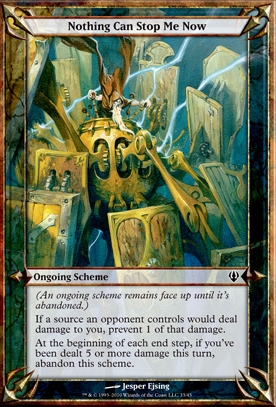 Nothing Can Stop Me Now
Ongoing Scheme
(An ongoing scheme remains face up until it's
abandoned.)
If a source an opponent controls would deal
damage to you, prevent 1 of that damage.
At the beginning of each end step, if you've
been dealt 5 or more damage this turn,
abandon this scheme.
Jesper Ejsing
™ & © 1993-2010 Wizards of the Coast LLC 33/45